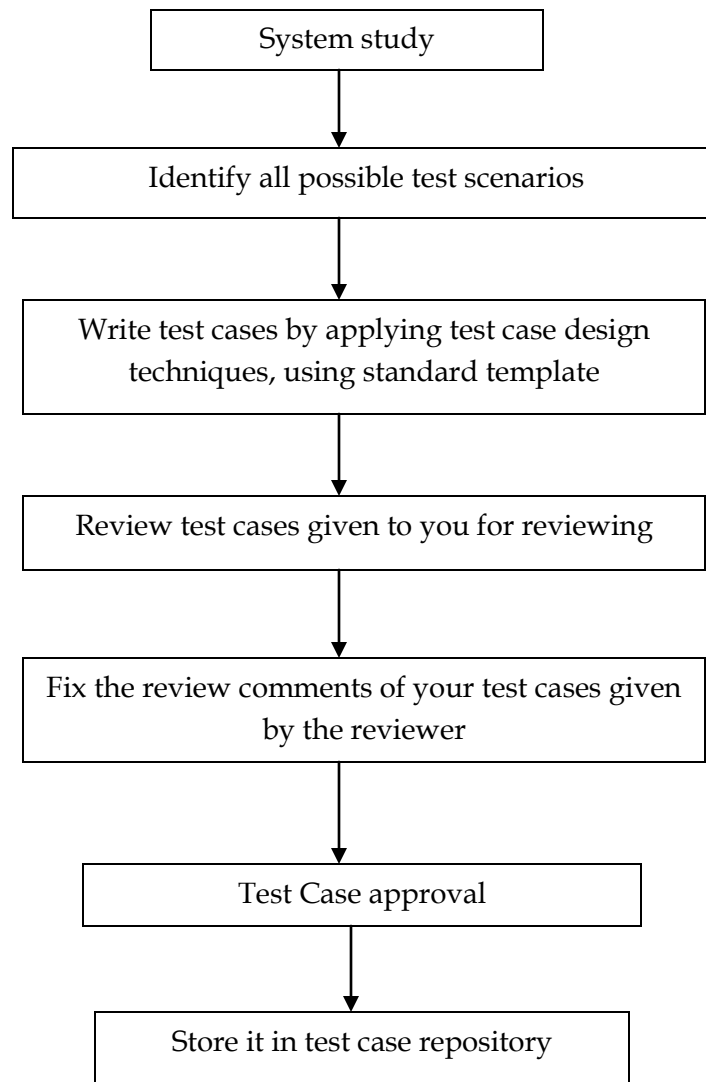 System study
Identify all possible test scenarios
Write test cases by applying test case design
techniques, using standard template
Review test cases given to you for reviewing
Fix the review comments of your test cases given
by the reviewer
Test Case approval
Store it in test case repository